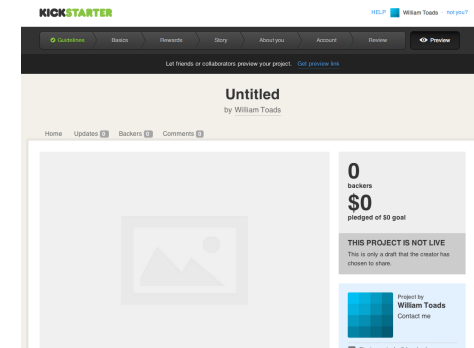 KICKSTARTER
HELP William Toads not you?
Guidelines Basics Rewards Story About you Account Review Preview
Let friends or collaborators preview your project. Get preview link
Untitled
by William Toads
Home Updates 0 Backers 0 Comments 0
0
backers
$0
pledged of $0 goal
THIS PROJECT IS NOT LIVE
This is only a draft that the creator has
chosen to share.
Project by
William Toads
Contact me